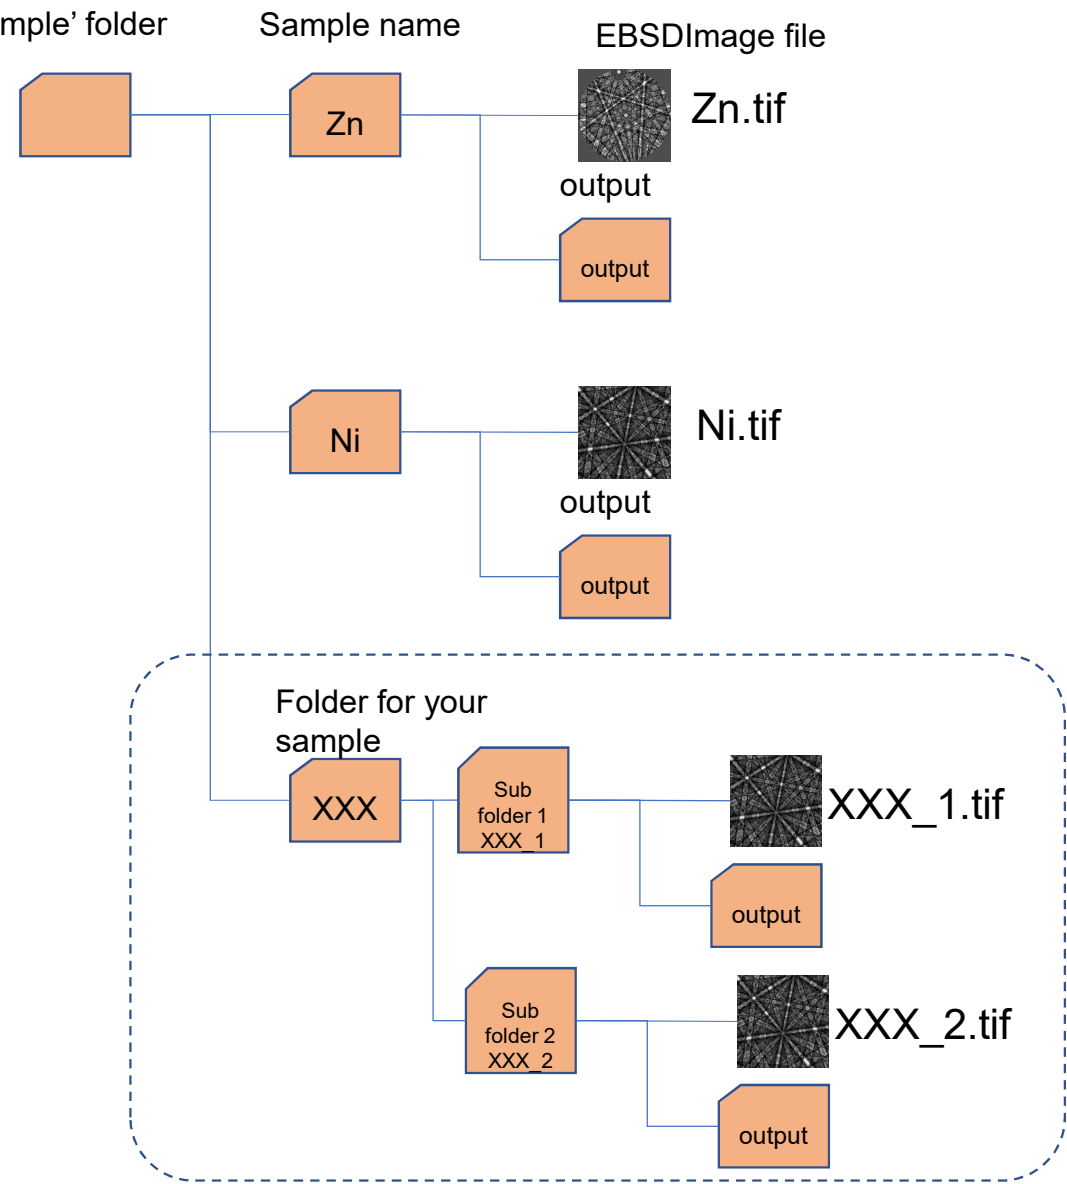 mple’ folder
Sample name
EBSDImage file
Zn
Zn.tif
output
output
Ni
Ni.tif
output
output
Folder for your
sample
XXX
Sub
folder 1
XXX_1
XXX_1.tif
output
Sub
folder 2
XXX_2
XXX_2.tif
output